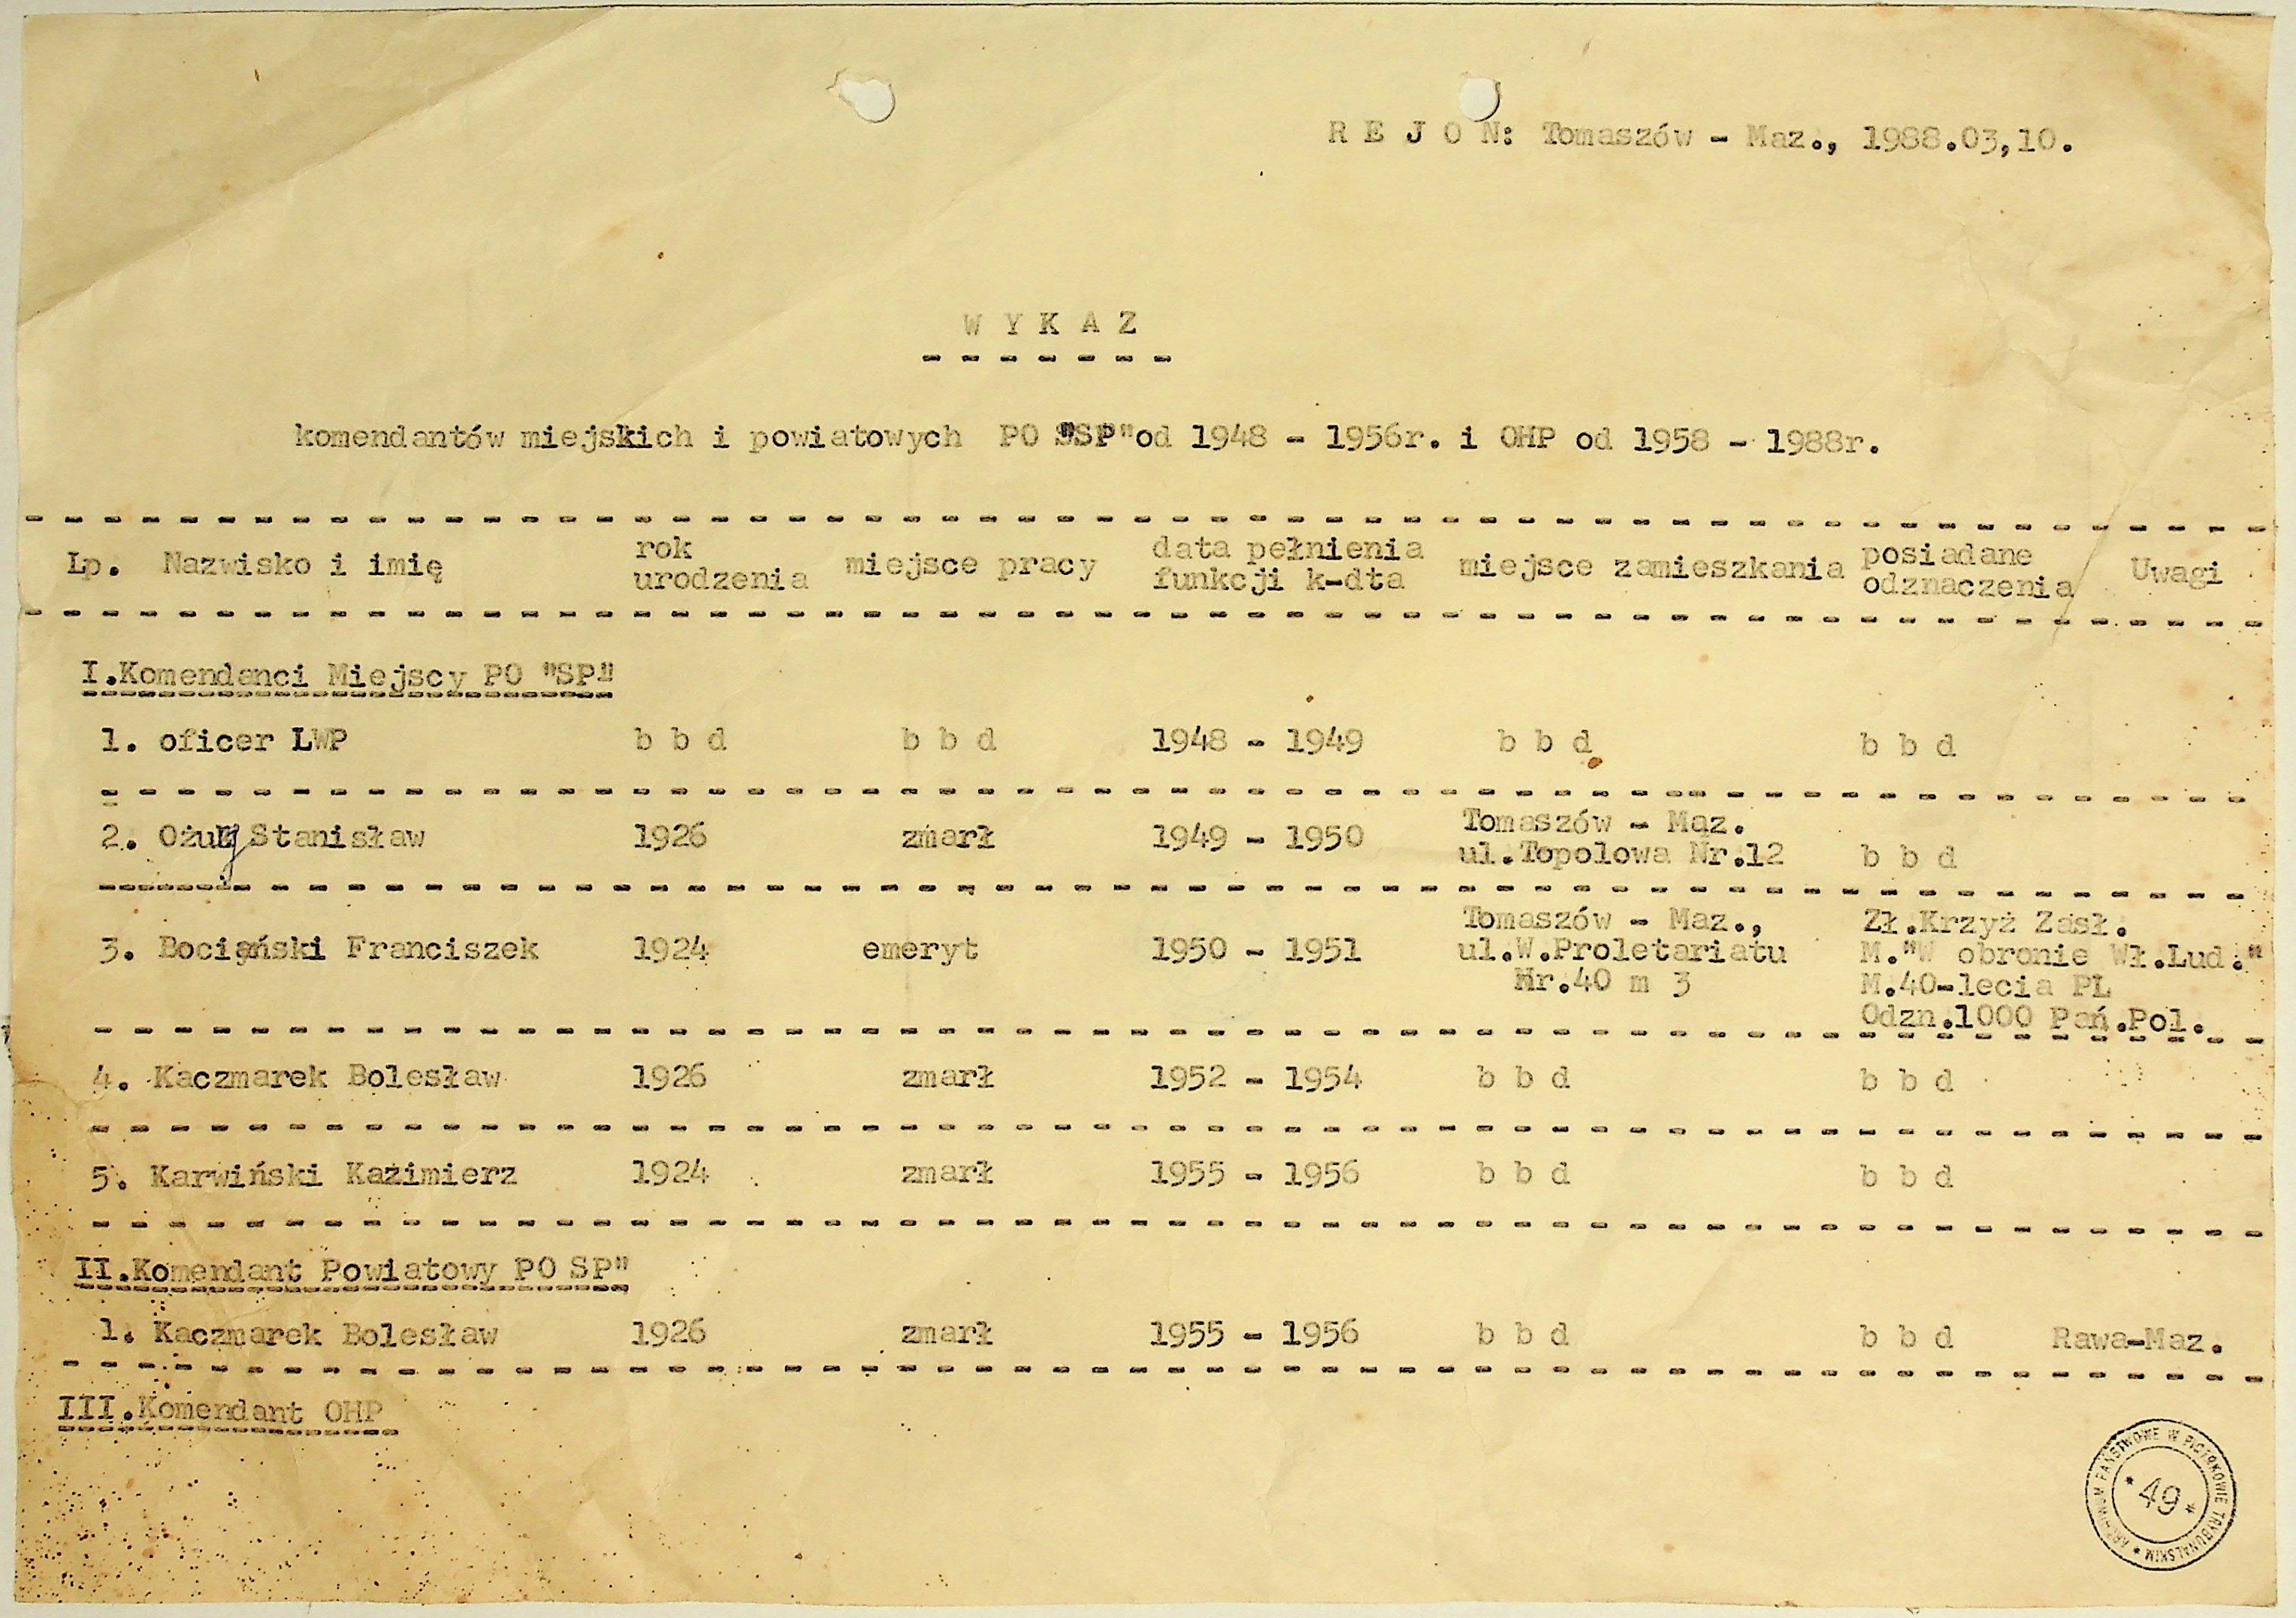 R E J O N: Tomaszów - Maz., 1988.03,10.
W Y K A Z
komendantów miejskich i powiatowych PO "SP" od 1948 - 1956r. i OHP od 1958 - 1988r.
Lp. Nazwisko i imię rok urodzenia miejsce pracy data pełnienia funkcji k-dta miejsce zamieszkania posiadane odznaczenia Uwagi
I.Komendanci Miejscy PO "SP"
1. oficer LWP b b d b b d 1948 - 1949 b b d b b d
2. Stanisław 1926 zmarł 1949 - 1950 Tomaszów - Maz.
ul.Topolowa Nr.12 b b d
Tomaszów - Maz., Zł.Krzyż Zasł.
3. Bociański Franciszek 1924 emeryt 1950 - 1951 ul.W.Proletariatu M."W obronie Wł.Lud."
Nr.40 m 3 M.40-lecia PL
Odzn.1000 Pań.Pol.
4. Kaczmarek Bolesław 1926 zmarł 1952 - 1954 b b d b b d
5. Karwiński Kazimierz 1924 zmarł 1955 - 1956 b b d b b d
II.Komendant Powiatowy PO SP"
1. Kaczmarek Bolesław 1926 zmarł 1955 - 1956 b b d b b d Rawa-Maz.
III.Komendant OHP
ARCHIWUM PAŃSTWOWE W PIOTRKOWIE TRYBUNALSKIM
* 49 *